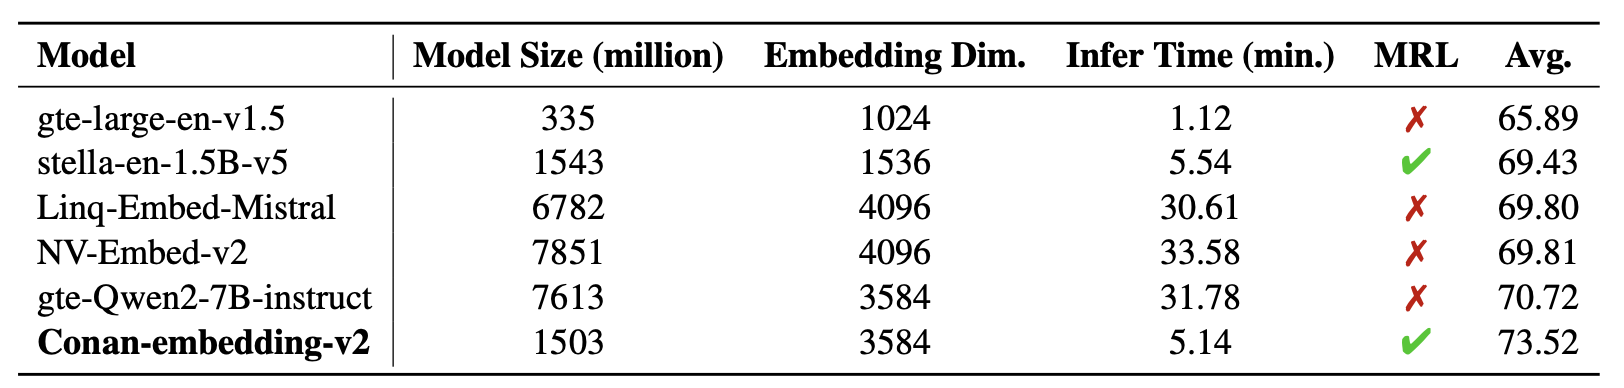 Model Model Size (million) Embedding Dim. Infer Time (min.) MRL Avg.
gte-large-en-v1.5 335 1024 1.12 ✗ 65.89
stella-en-1.5B-v5 1543 1536 5.54 ✔ 69.43
Linq-Embed-Mistral 6782 4096 30.61 ✗ 69.80
NV-Embed-v2 7851 4096 33.58 ✗ 69.81
gte-Qwen2-7B-instruct 7613 3584 31.78 ✗ 70.72
Conan-embedding-v2 1503 3584 5.14 ✔ 73.52